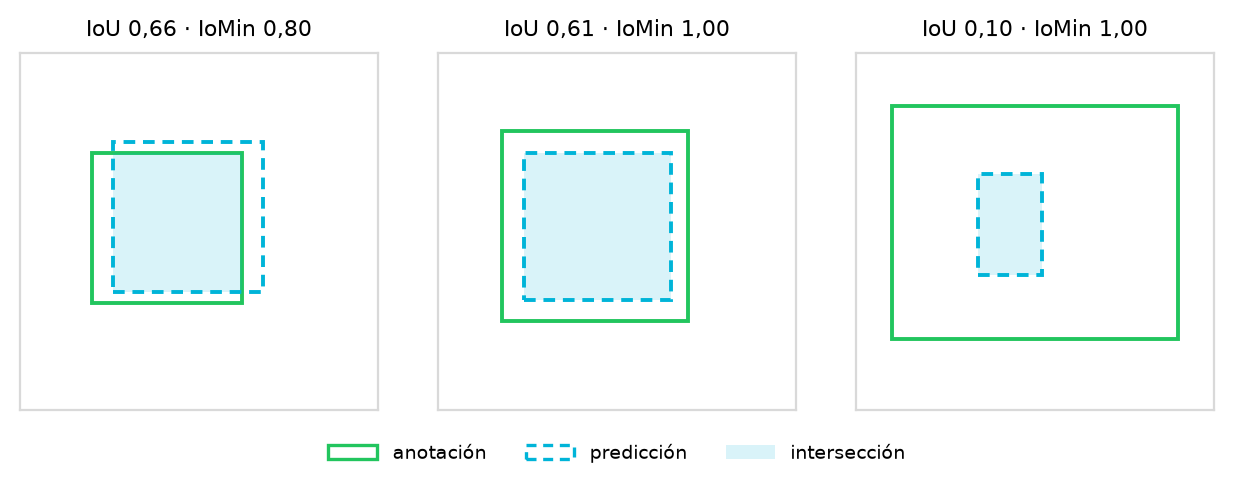 IoU 0,66 · IoMin 0,80
IoU 0,61 · IoMin 1,00
IoU 0,10 · IoMin 1,00
anotación
predicción
intersección